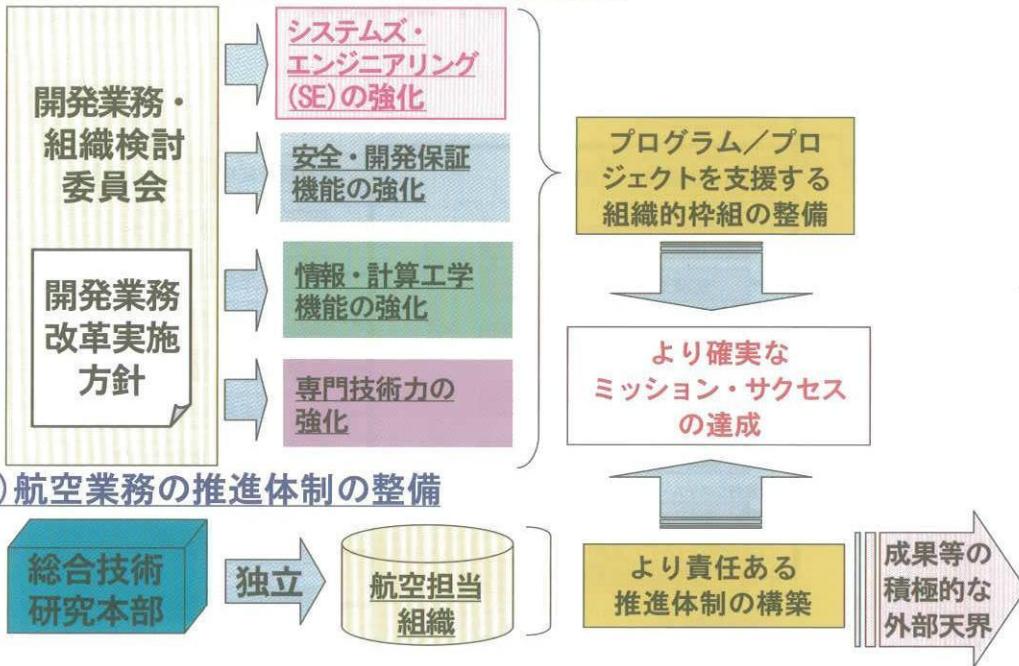 開発業務・
組織検討
委員会
開発業務
改革実施
方針
システムズ・
エンジニアリング
(SE)の強化
安全・開発保証
機能の強化
情報・計算工学
機能の強化
専門技術力の
強化
プログラム／プロ
ジェクトを支援する
組織的枠組の整備
より確実な
ミッション・サクセス
の達成
)航空業務の推進体制の整備
総合技術
研究本部
独立
航空担当
組織
より責任ある
推進体制の構築
成果等の
積極的な
外部天界